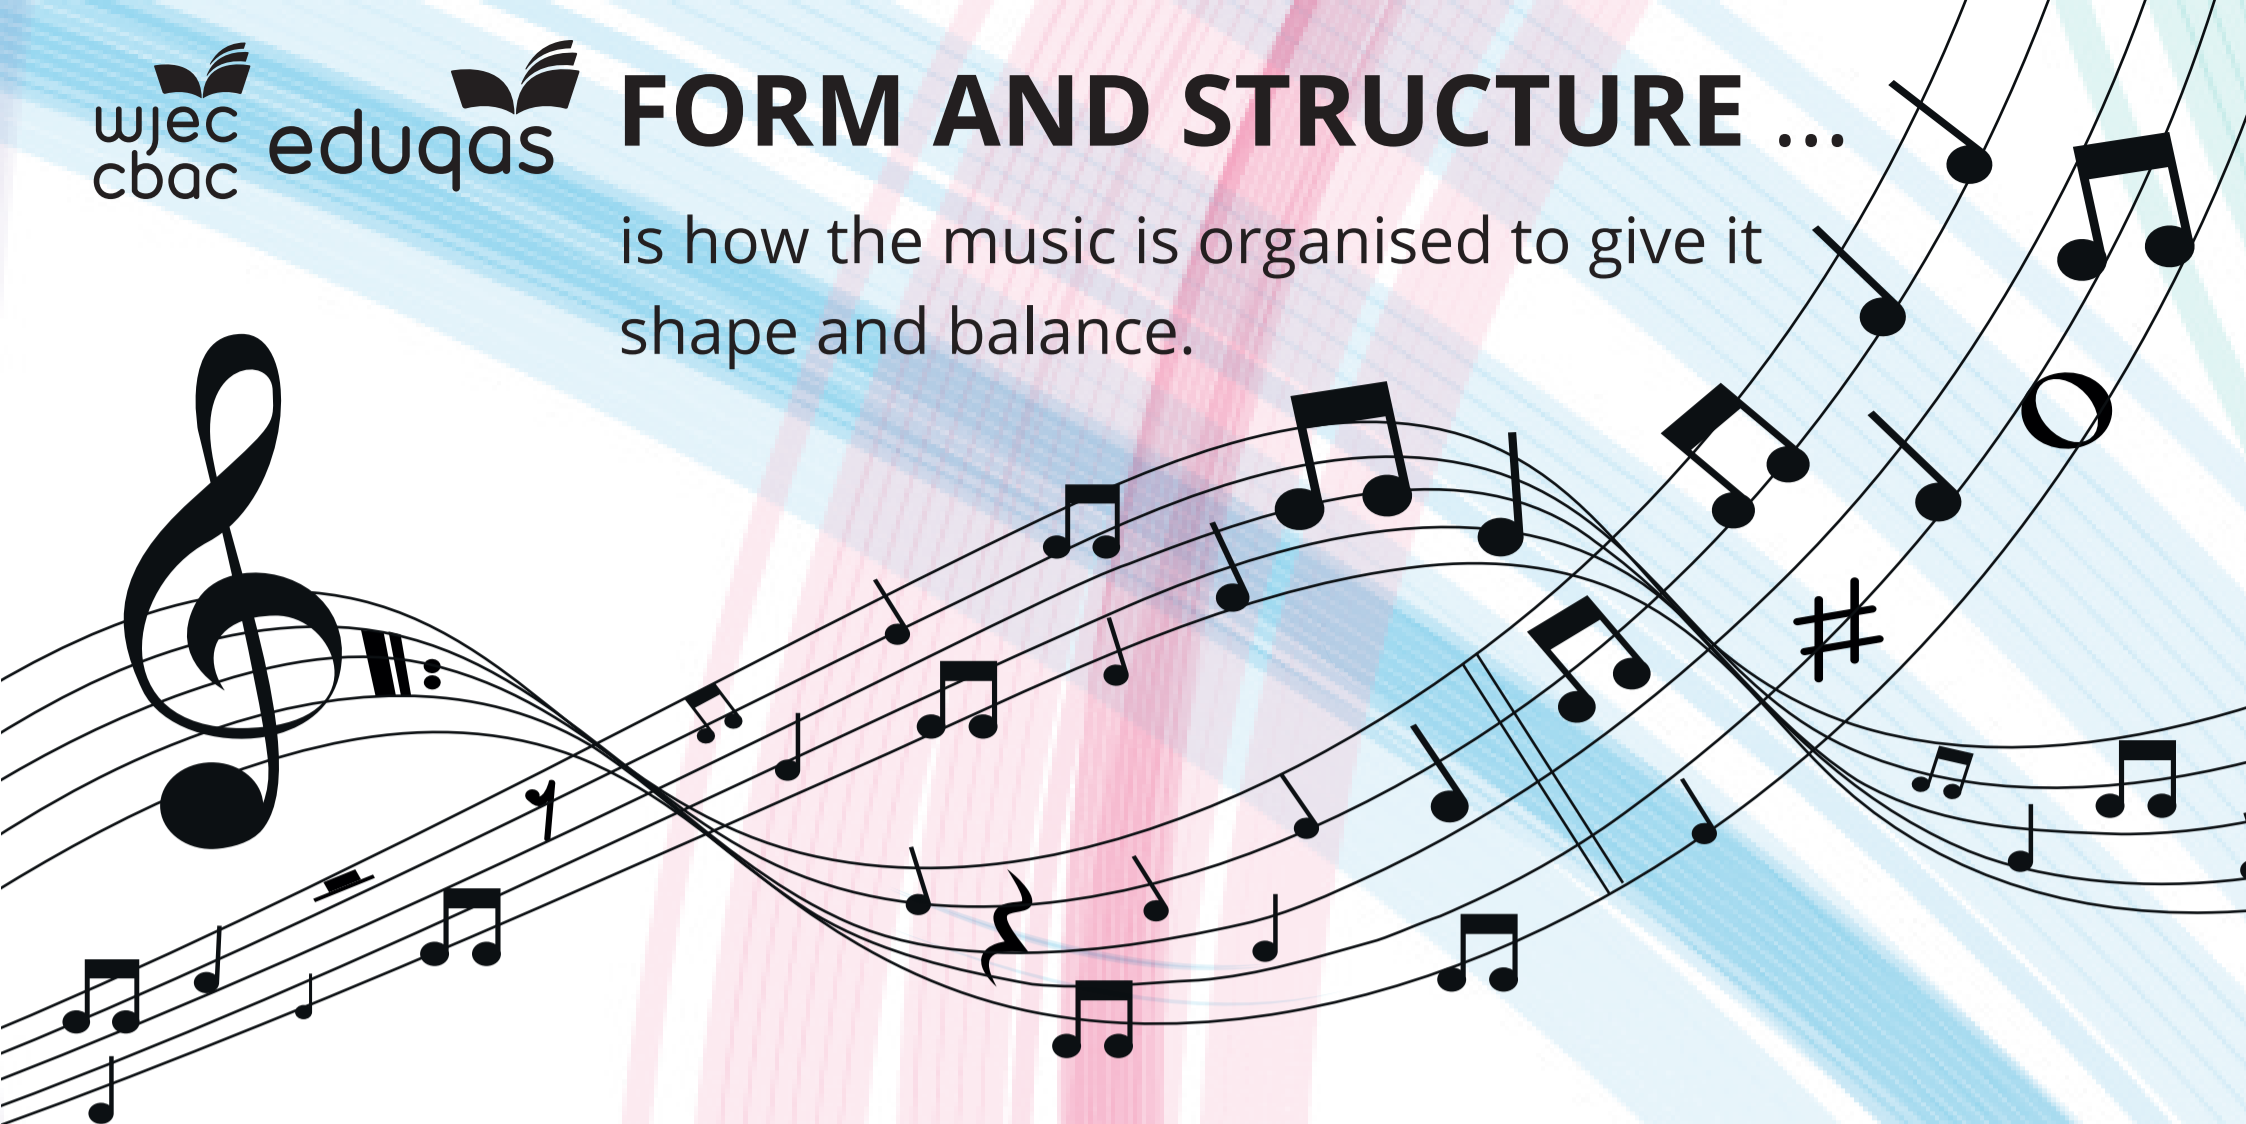 wjec
cbac
eduqas
FORM AND STRUCTURE ...
is how the music is organised to give it
shape and balance.